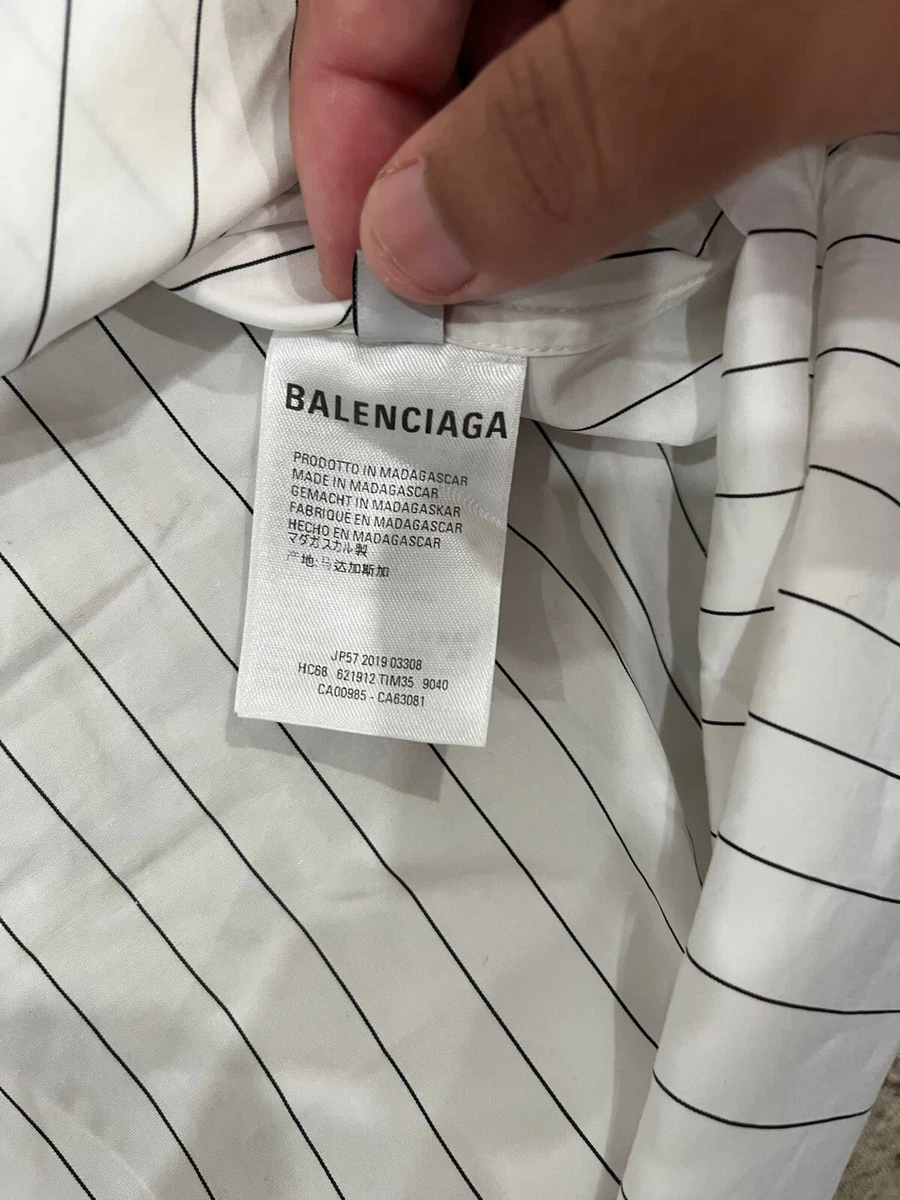 BALENCIAGA
PRODOTTO IN MADAGASCAR
MADE IN MADAGASCAR
GEMACHT IN MADAGASKAR
FABRIQUÉ EN MADAGASCAR
HECHO EN MADAGASCAR
マダガスカル製
产地:马达加斯加
JP57 2019 03308
HC68 621912 TIM35 9040
CA00985 - CA63081